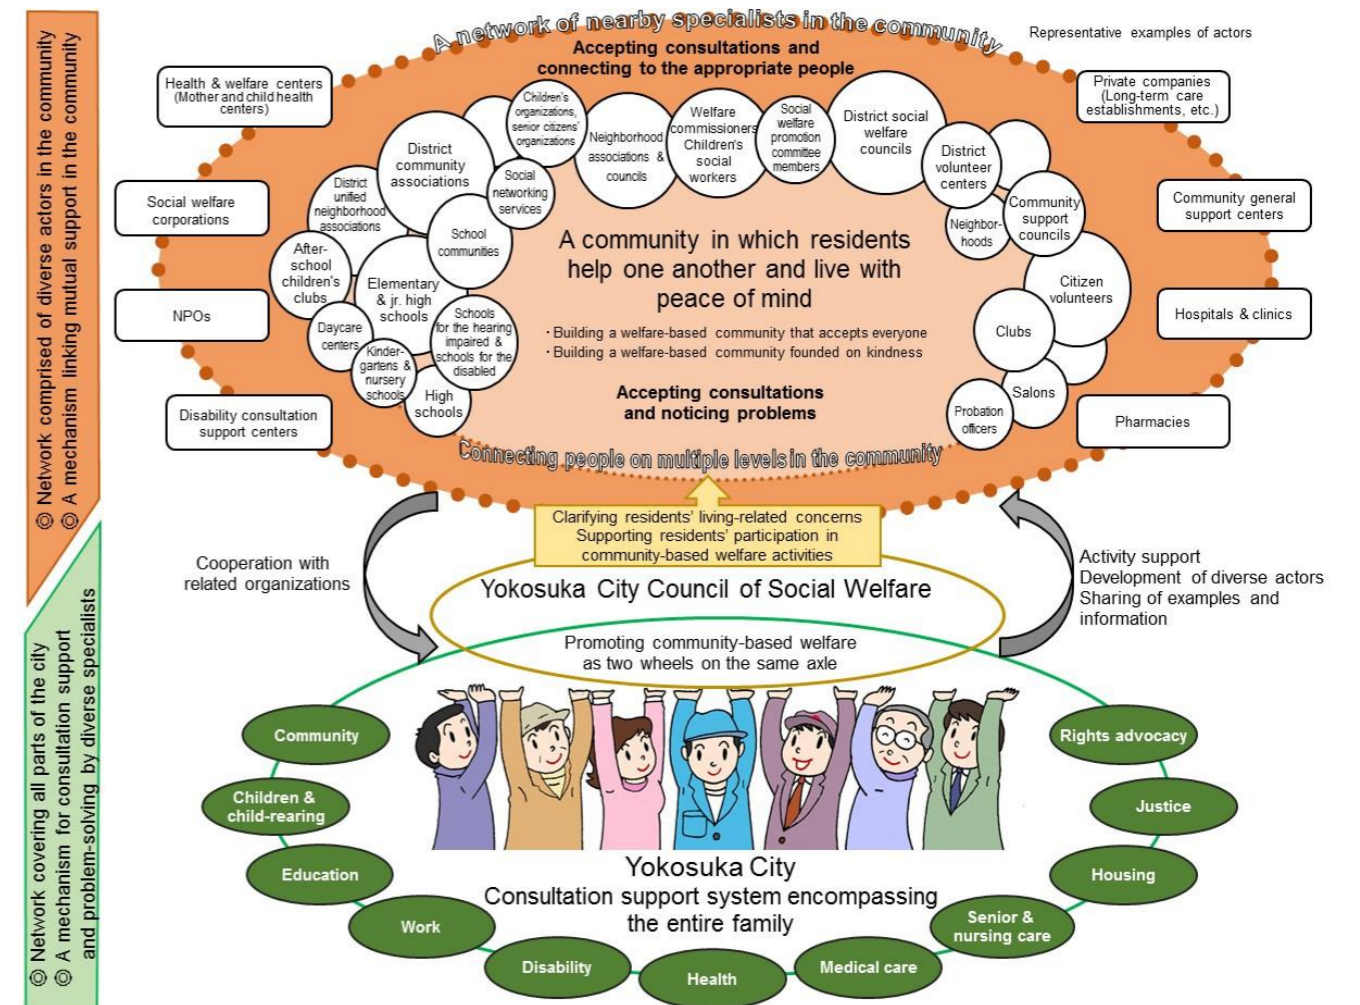 A network of nearby specialists in the community
Representative examples of actors
Accepting consultations and
connecting to the appropriate people
Health & welfare centers
(Mother and child health
centers)
Social welfare
corporations
NPOs
Disability consultation
support centers
Private companies
(Long-term care
establishments, etc.)
Community general
support centers
Hospitals & clinics
Pharmacies
Children's
organizations,
senior citizens'
organizations
Neighborhood
associations &
councils
Welfare
commissioners
Children's
social
workers
Social
welfare
promotion
committee
members
District social
welfare
councils
District
volunteer
centers
Neighbor-
hoods
Community
support
councils
Citizen
volunteers
Clubs
Salons
Probation
officers
District
community
associations
Social
networking
services
District
unified
neighborhood
associations
School
communities
After-
school
children's
clubs
Elementary
& jr. high
schools
Daycare
centers
Schools
for the hearing
impaired &
schools for the
disabled
Kinder-
gartens &
nursery
schools
High
schools
A community in which residents
help one another and live with
peace of mind
・Building a welfare-based community that accepts everyone
・Building a welfare-based community founded on kindness
Accepting consultations
and noticing problems
Connecting people on multiple levels in the community
◎ Network comprised of diverse actors in the community
◎ A mechanism linking mutual support in the community
Clarifying residents' living-related concerns
Supporting residents' participation in
community-based welfare activities
Cooperation with
related organizations
Activity support
Development of diverse actors
Sharing of examples and
information
Yokosuka City Council of Social Welfare
Promoting community-based welfare
as two wheels on the same axle
◎ Network covering all parts of the city
◎ A mechanism for consultation support
and problem-solving by diverse specialists
Community
Children &
child-rearing
Education
Work
Disability
Health
Medical care
Senior &
nursing care
Housing
Justice
Rights advocacy
Yokosuka City
Consultation support system encompassing
the entire family